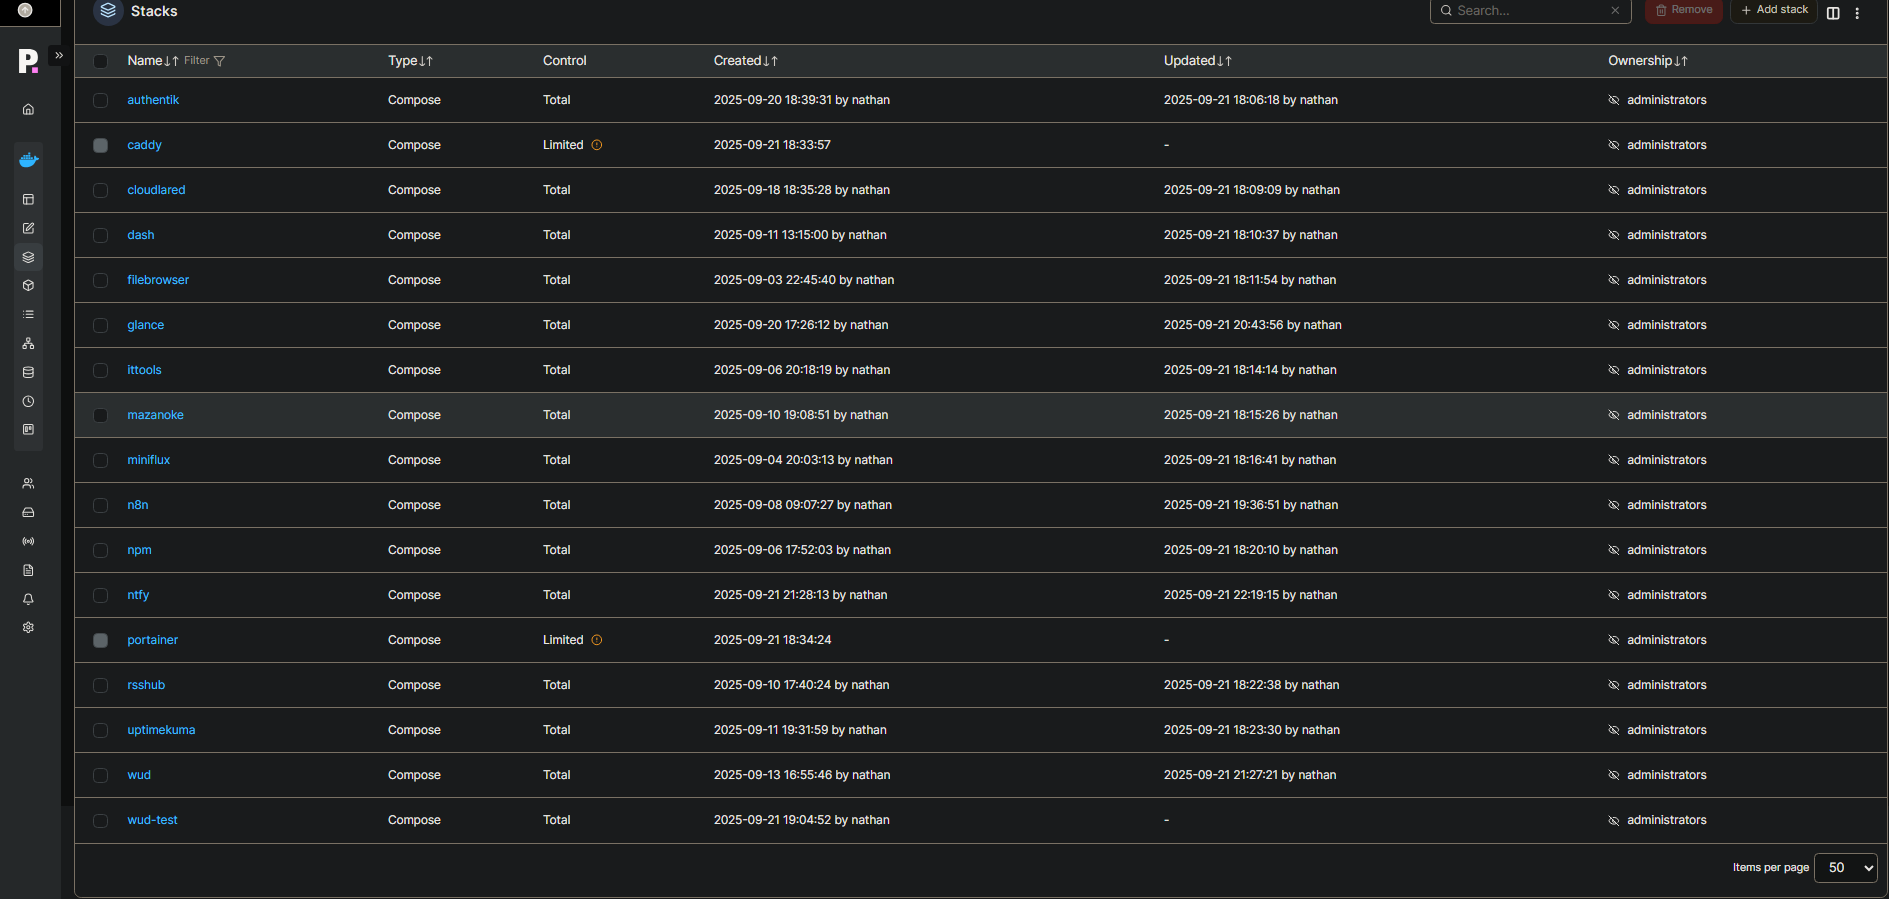 Stacks
Search...
Remove
Add stack
P.
Name Filter Type Control Created Updated Ownership
authentik Compose Total 2025-09-20 18:39:31 by nathan 2025-09-21 18:06:18 by nathan administrators
caddy Compose Limited 2025-09-21 18:33:57 - administrators
cloudlared Compose Total 2025-09-18 18:35:28 by nathan 2025-09-21 18:09:09 by nathan administrators
dash Compose Total 2025-09-11 13:15:00 by nathan 2025-09-21 18:10:37 by nathan administrators
filebrowser Compose Total 2025-09-03 22:45:40 by nathan 2025-09-21 18:11:54 by nathan administrators
glance Compose Total 2025-09-20 17:26:12 by nathan 2025-09-21 20:43:56 by nathan administrators
ittools Compose Total 2025-09-06 20:18:19 by nathan 2025-09-21 18:14:14 by nathan administrators
mazanoke Compose Total 2025-09-10 19:08:51 by nathan 2025-09-21 18:15:26 by nathan administrators
miniflux Compose Total 2025-09-04 20:03:13 by nathan 2025-09-21 18:16:41 by nathan administrators
n8n Compose Total 2025-09-08 09:07:27 by nathan 2025-09-21 19:36:51 by nathan administrators
npm Compose Total 2025-09-06 17:52:03 by nathan 2025-09-21 18:20:10 by nathan administrators
ntfy Compose Total 2025-09-21 21:28:13 by nathan 2025-09-21 22:19:15 by nathan administrators
portainer Compose Limited 2025-09-21 18:34:24 - administrators
rsshub Compose Total 2025-09-10 17:40:24 by nathan 2025-09-21 18:22:38 by nathan administrators
uptimekuma Compose Total 2025-09-11 19:31:59 by nathan 2025-09-21 18:23:30 by nathan administrators
wud Compose Total 2025-09-13 16:55:46 by nathan 2025-09-21 21:27:21 by nathan administrators
wud-test Compose Total 2025-09-21 19:04:52 by nathan - administrators
Items per page 50